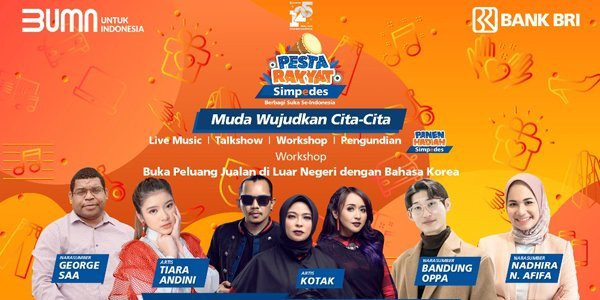 BUMN UNTUK INDONESIA
BANK BRI
PESTA
RAKYAT
Simpedes
Berbagi Suka Se-Indonesia
Muda Wujudkan Cita-Cita
Live Music | Talkshow | Workshop | Pengundian
PANEN
HADIAH
Simpedes
Workshop
Buka Peluang Jualan di Luar Negeri dengan Bahasa Korea
NARASUMBER
GEORGE
SAA
ARTIS
TIARA
ANDINI
ARTIS
KOTAK
NARASUMBER
BANDUNG
OPPA
NARASUMBER
NADHIRA
N. AFIFA